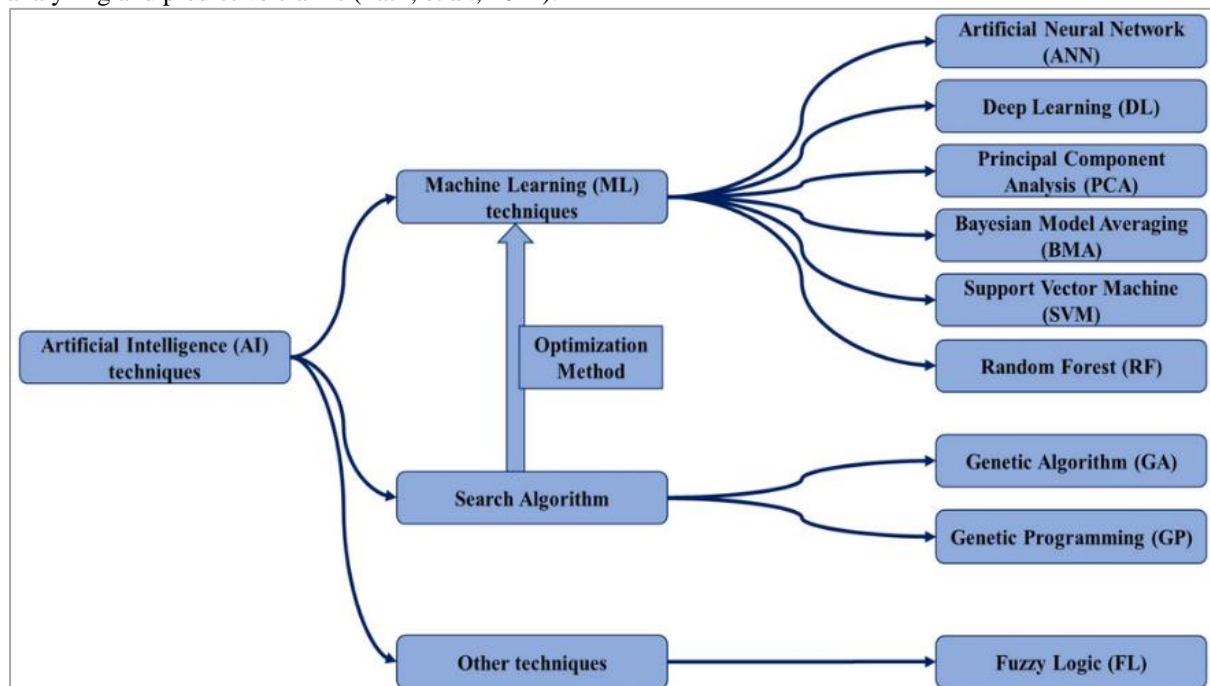 Artificial Neural Network
(ANN)
Deep Learning (DL)
Principal Component
Analysis (PCA)
Machine Learning (ML)
techniques
Bayesian Model Averaging
(BMA)
Support Vector Machine
(SVM)
Artificial Intelligence (AI)
techniques
Optimization
Method
Random Forest (RF)
Genetic Algorithm (GA)
Search Algorithm
Genetic Programming (GP)
Other techniques
Fuzzy Logic (FL)